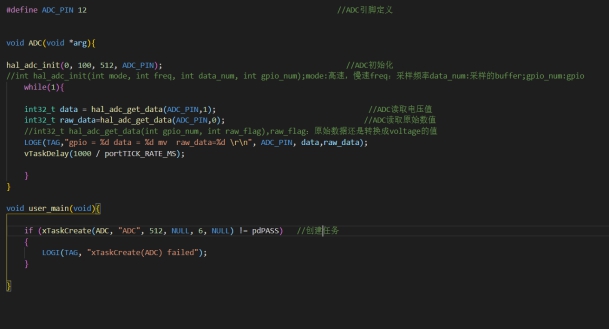 #define ADC_PIN 12 //ADC引脚定义
void ADC(void *arg){
hal_adc_init(0, 100, 512, ADC_PIN); //ADC初始化
//int hal_adc_init(int mode, int freq, int data_num, int gpio_num);mode:高速，慢速freq：采样频率data_num:采样的buffer;gpio_num:gpio
while(1){
int32_t data = hal_adc_get_data(ADC_PIN,1); //ADC读取电压值
int32_t raw_data=hal_adc_get_data(ADC_PIN,0); //ADC读取原始数值
//int32_t hal_adc_get_data(int gpio_num, int raw_flag),raw_flag：原始数据还是转换成voltage的值
LOGE(TAG,"gpio = %d data = %d mv  raw_data=%d \r\n", ADC_PIN, data,raw_data);
vTaskDelay(1000 / portTICK_RATE_MS);
}
}
void user_main(void){
if (xTaskCreate(ADC, "ADC", 512, NULL, 6, NULL) != pdPASS) //创建任务
{
LOGI(TAG, "xTaskCreate(ADC) failed");
}
}